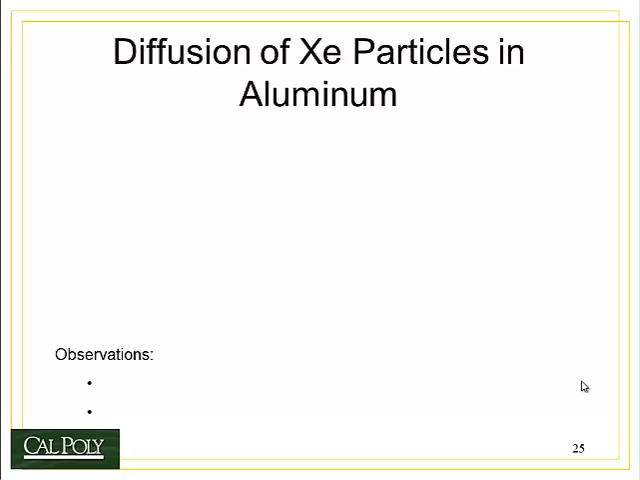 Diffusion of Xe Particles in
Aluminum
Observations:
•
•
CAL POLY
25